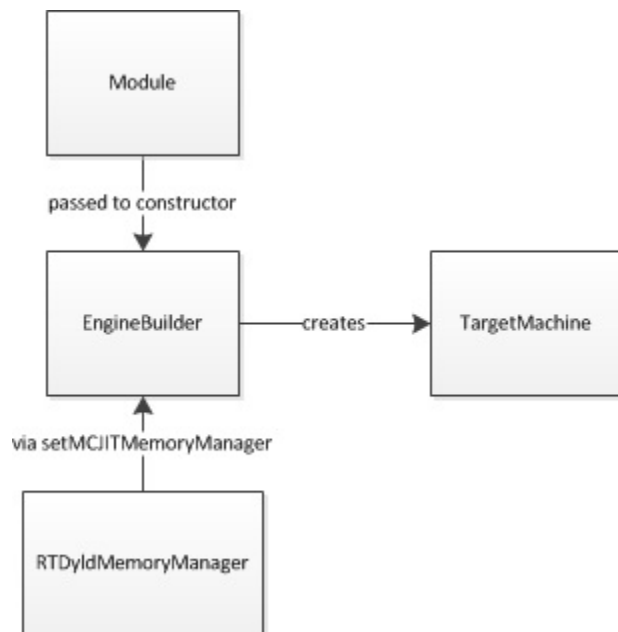 Module
passed to constructor
EngineBuilder
creates
TargetMachine
via setMCJITMemoryManager
RTDyldMemoryManager